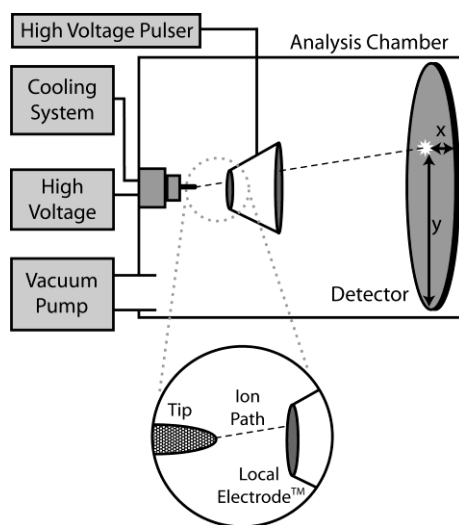 High Voltage Pulser
Analysis Chamber
Cooling
System
x
High
Voltage
y
Vacuum
Pump
Detector
Tip
Ion
Path
Local
Electrode™